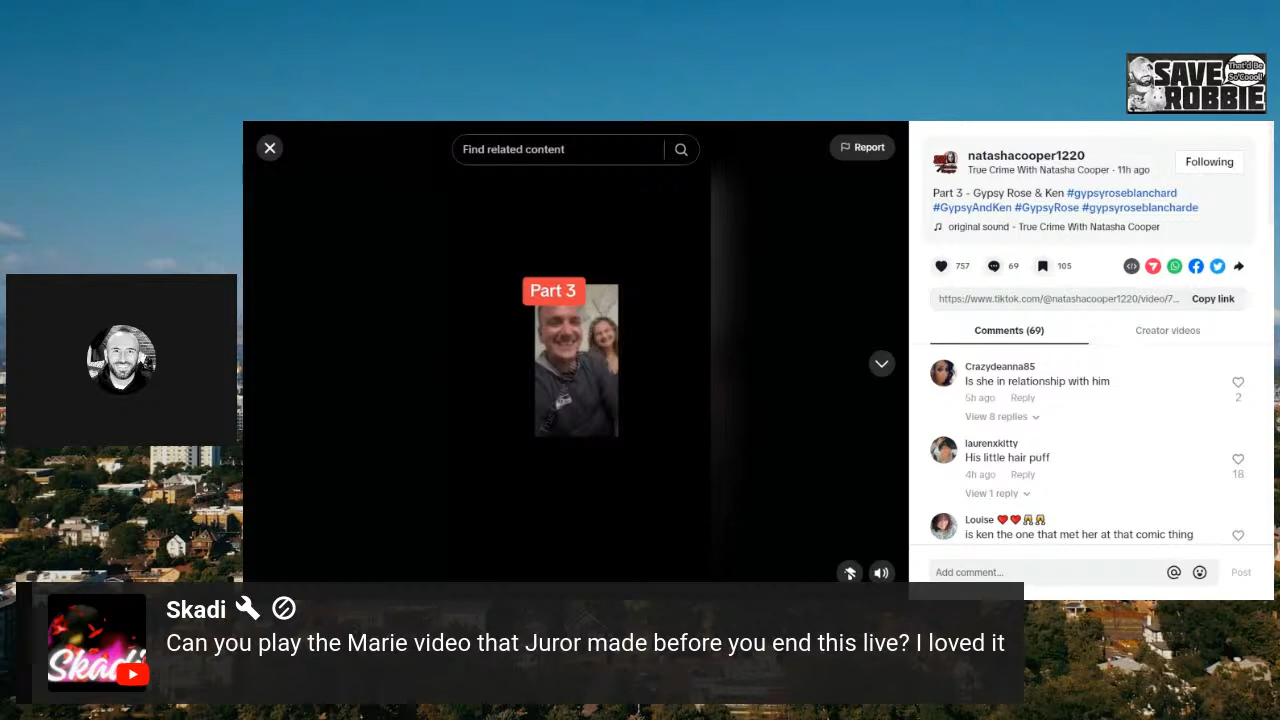 SAVE
ROBBIE
That'd Be
So Coool!
Find related content
Report
natashacooper1220
True Crime With Natasha Cooper · 11h ago
Following
Part 3 - Gypsy Rose & Ken #gypsyroseblanchard
#GypsyAndKen #GypsyRose #gypsyroseblancharde
original sound - True Crime With Natasha Cooper
757
69
105
https://www.tiktok.com/@natashacooper1220/video/7...
Copy link
Comments (69)
Creator videos
Part 3
Crazydeanna85
Is she in relationship with him
5h ago Reply
2
View 8 replies
laurenxkitty
His little hair puff
4h ago Reply
18
View 1 reply
Louise ❤️❤️👯👯
is ken the one that met her at that comic thing
Add comment...
Post
Skadi
Skadi
Can you play the Marie video that Juror made before you end this live? I loved it